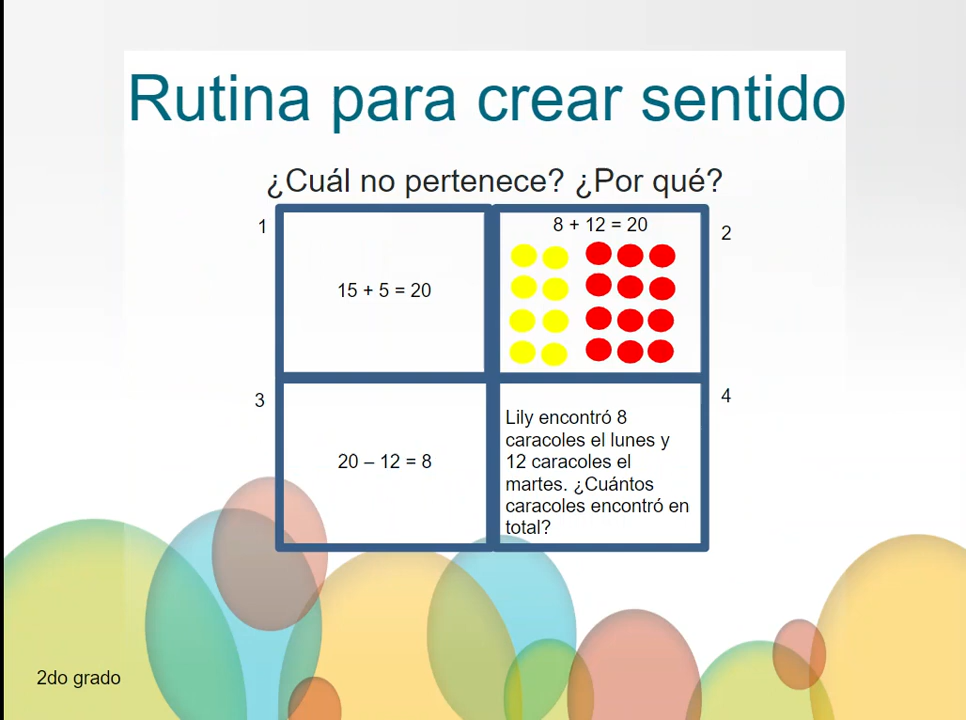 Rutina para crear sentido
¿Cuál no pertenece? ¿Por qué?
1
15 + 5 = 20
8 + 12 = 20
2
3
20 – 12 = 8
4
Lily encontró 8
caracoles el lunes y
12 caracoles el
martes. ¿Cuántos
caracoles encontró en
total?
2do grado